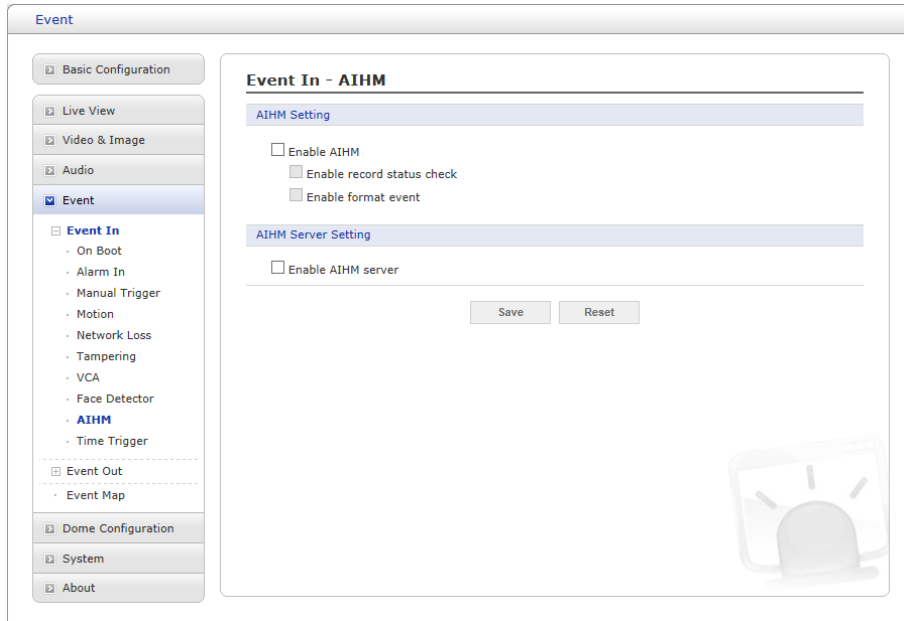 Event
Basic Configuration
Live View
Video & Image
Audio
Event
Event In
On Boot
Alarm In
Manual Trigger
Motion
Network Loss
Tampering
VCA
Face Detector
AIHM
Time Trigger
Event Out
Event Map
Dome Configuration
System
About
Event In - AIHM
AIHM Setting
Enable AIHM
Enable record status check
Enable format event
AIHM Server Setting
Enable AIHM server
Save Reset